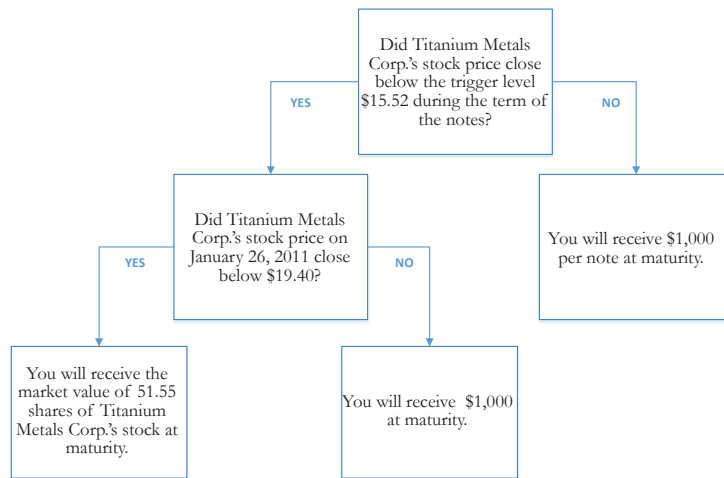 Did Titanium Metals
Corp.'s stock price close
below the trigger level
$15.52 during the term of
the notes?
YES
NO
Did Titanium Metals
Corp.'s stock price on
January 26, 2011 close
below $19.40?
You will receive $1,000
per note at maturity.
YES
NO
You will receive the
market value of 51.55
shares of Titanium
Metals Corp.'s stock at
maturity.
You will receive $1,000
at maturity.